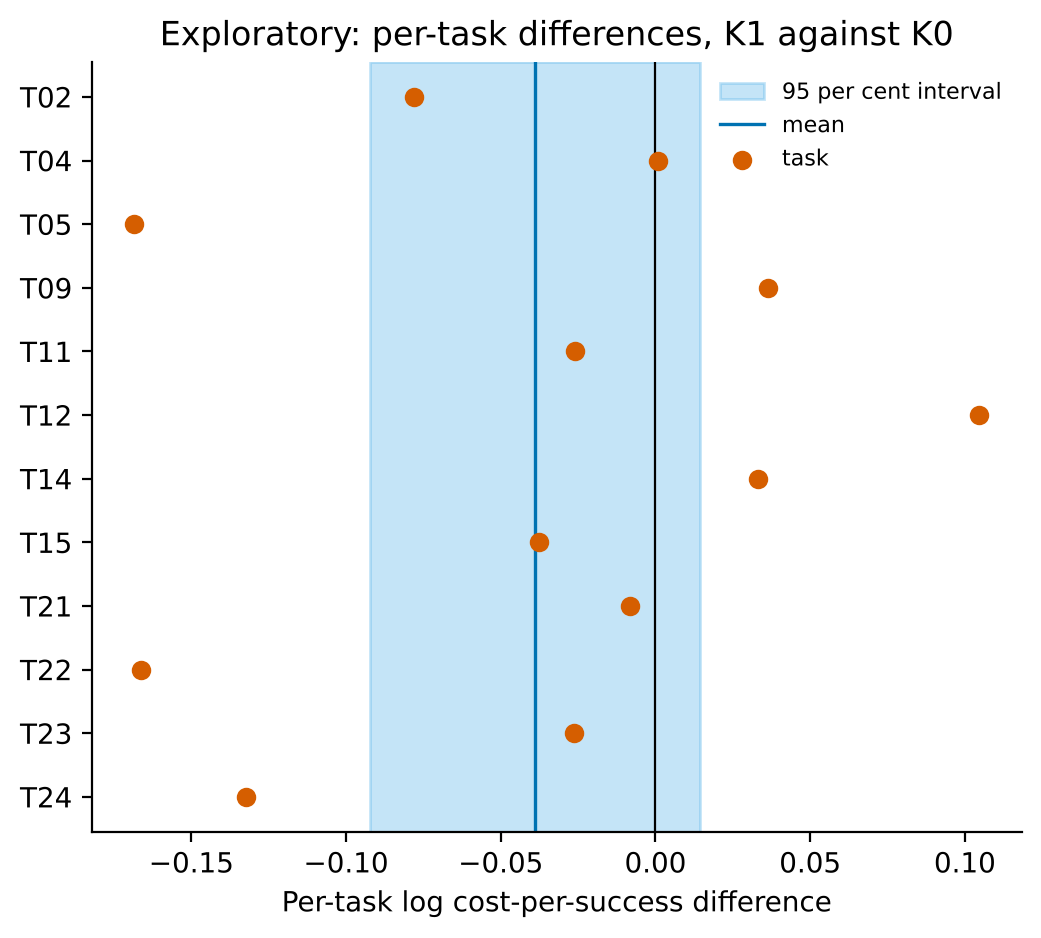 Exploratory: per-task differences, K1 against K0
95 per cent interval
mean
task
T02
T04
T05
T09
T11
T12
T14
T15
T21
T22
T23
T24
−0.15 −0.10 −0.05 0.00 0.05 0.10
Per-task log cost-per-success difference